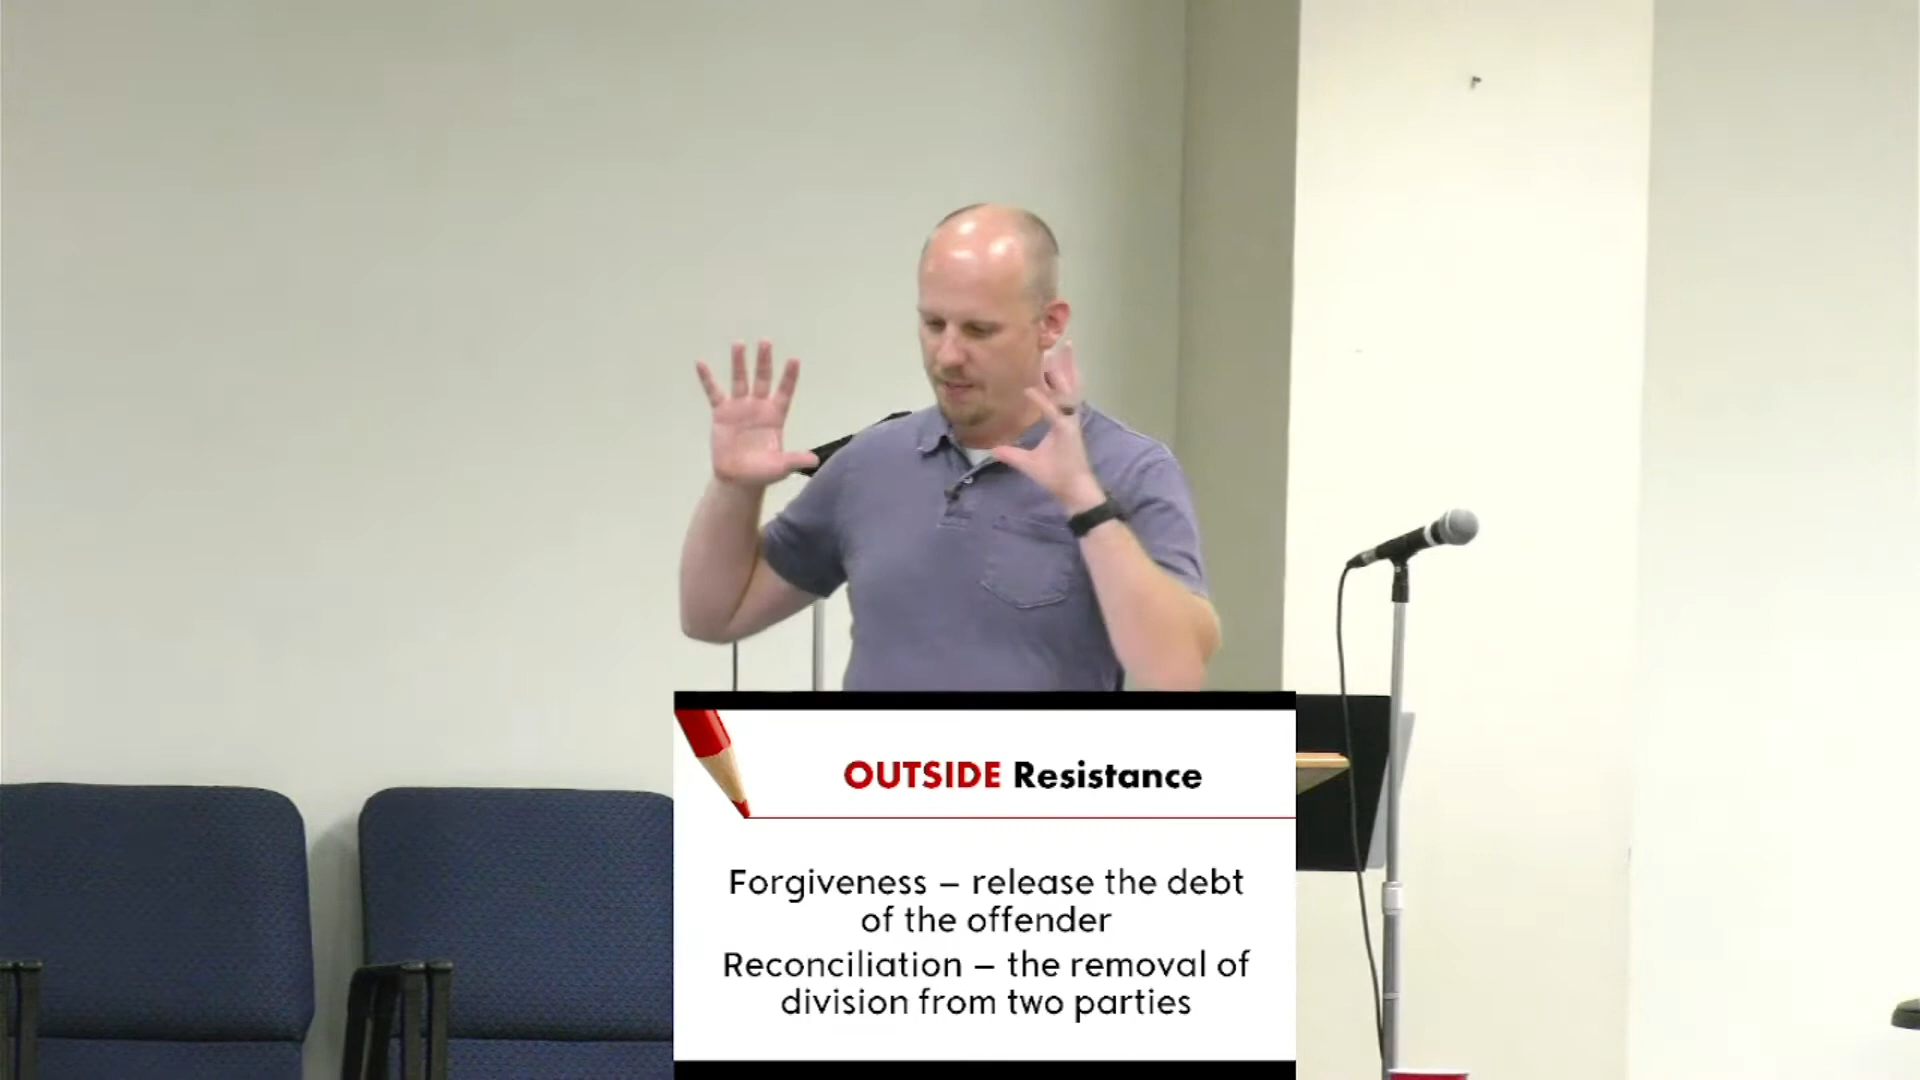 OUTSIDE Resistance
Forgiveness – release the debt
of the offender
Reconciliation – the removal of
division from two parties